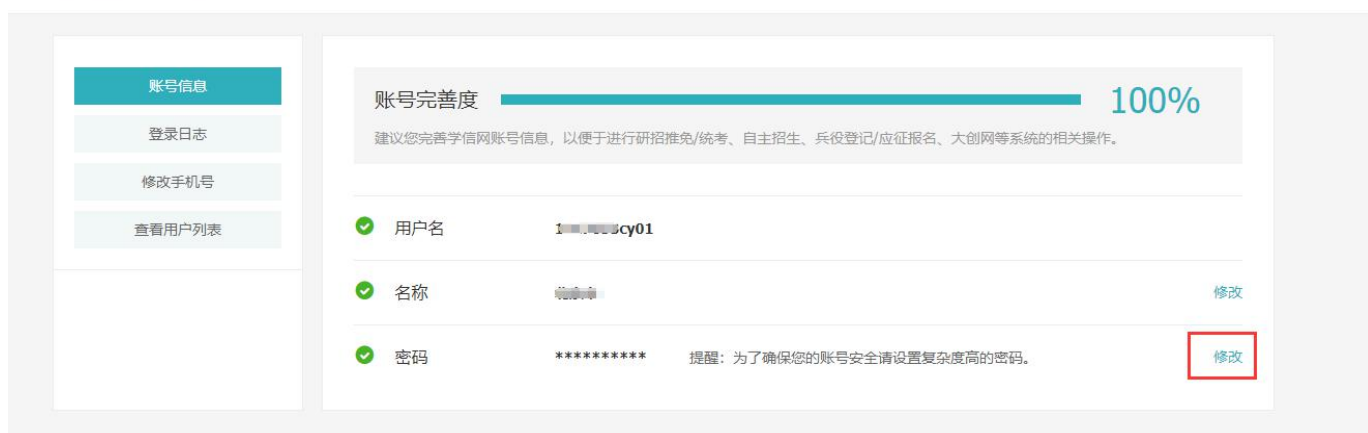 账号信息
登录日志
修改手机号
查看用户列表
账号完善度 100%
建议您完善学信网账号信息，以便于进行研招推免/统考、自主招生、兵役登记/应征报名、大创网等系统的相关操作。
用户名 cy01
名称 修改
密码 ********** 提醒：为了确保您的账号安全请设置复杂度高的密码。 修改